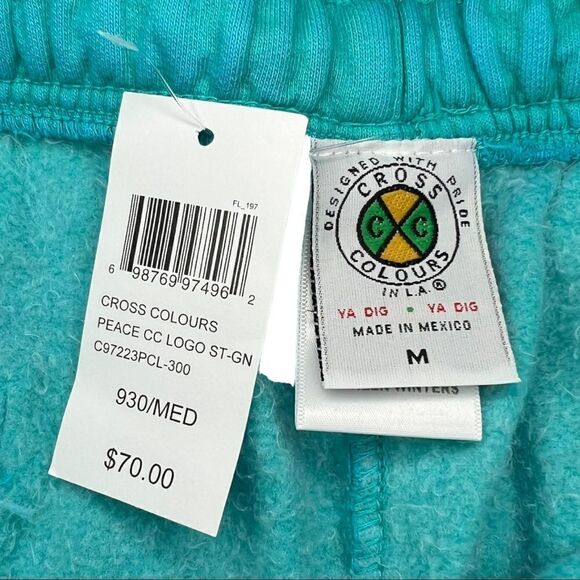 FL_197
6 98769 97496 2
CROSS COLOURS
PEACE CC LOGO ST-GN
C97223PCL-300
930/MED
$70.00
DESIGNED WITH PRIDE
CROSS
C C
COLOURS
IN L.A.®
YA DIG • YA DIG
MADE IN MEXICO
M
WINTERS